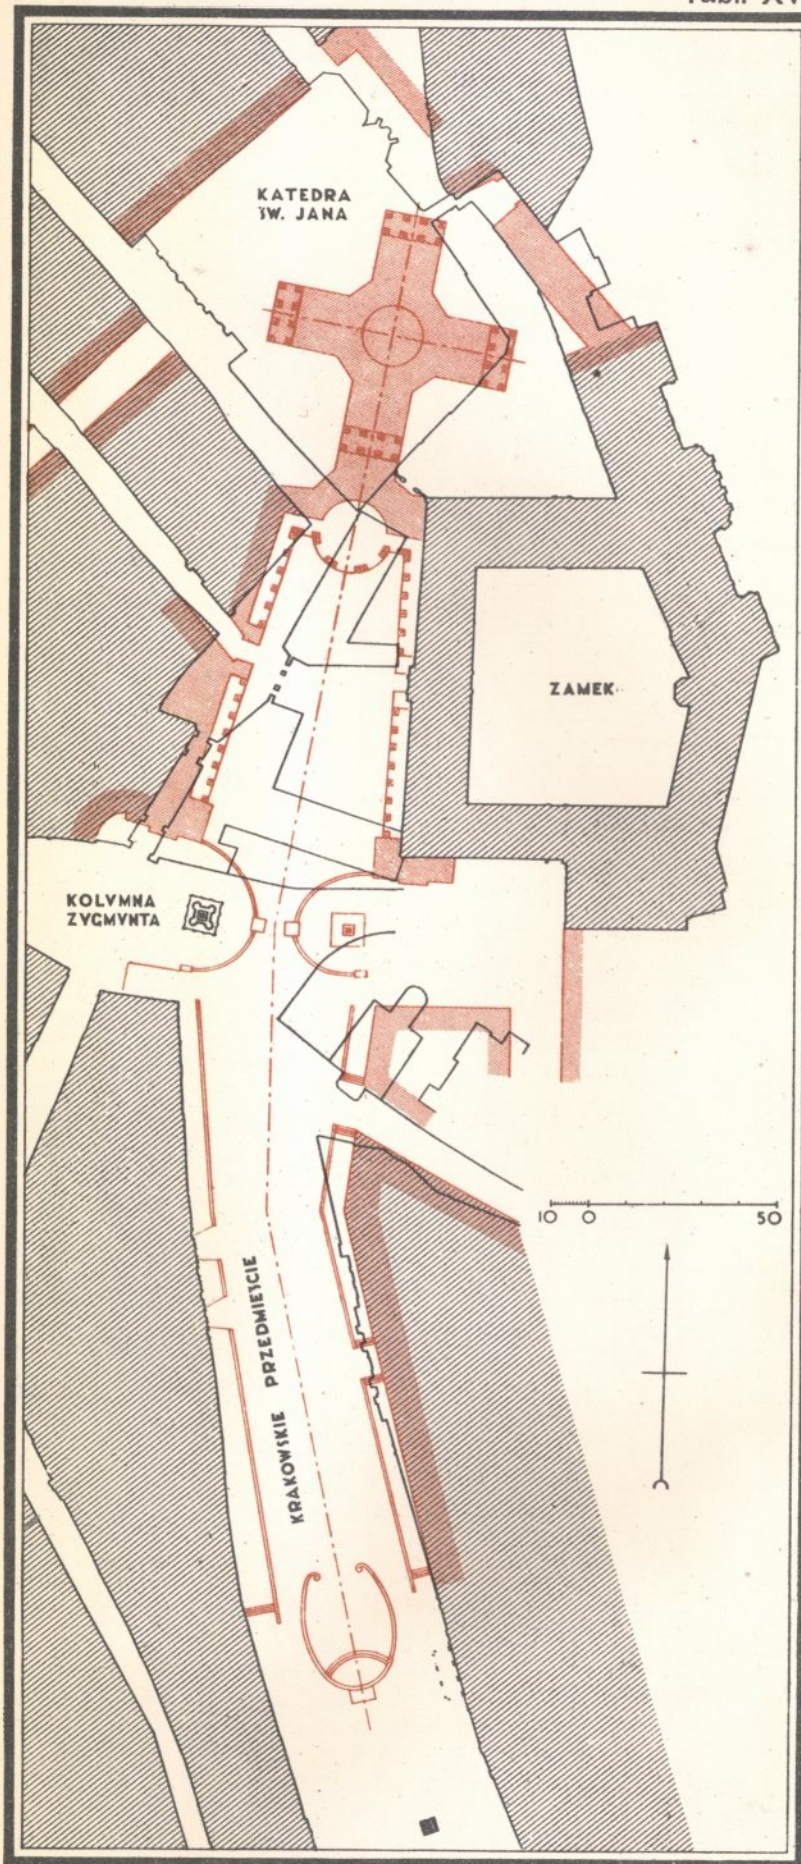 KATEDRA
ŚW. JANA
ZAMEK
KOLVMNA
ZYGMVNTA
10 0 50
KRAKOWSKIE PRZEDMIEŚCIE